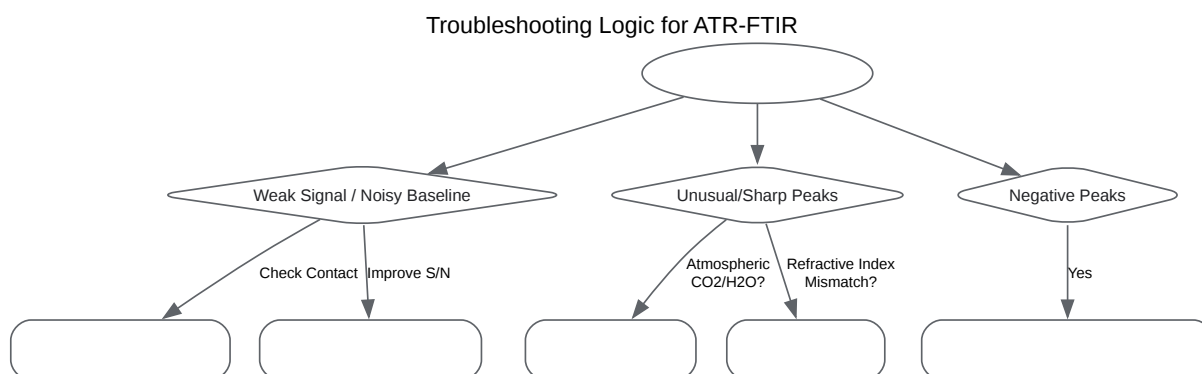 Troubleshooting Logic for ATR-FTIR
Weak Signal / Noisy Baseline
Unusual/Sharp Peaks
Negative Peaks
Check Contact
Improve S/N
Atmospheric
CO2/H2O?
Refractive Index
Mismatch?
Yes